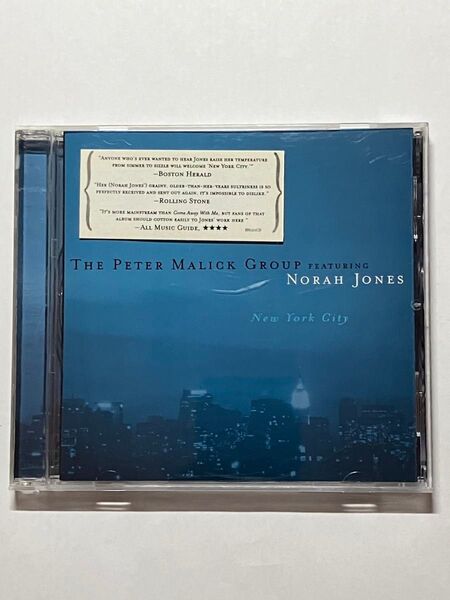 "Anyone who's ever wanted to hear Jones raise her temperature
from simmer to sizzle will welcome 'New York City.'"
—Boston Herald
"Her (Norah Jones') grainy, older-than-her-years sultriness is so
perfectly received and sent out again, it's impossible to dislike."
—Rolling Stone
"It's more mainstream than Come Away With Me, but fans of that
album should cotton easily to Jones' work here."
—All Music Guide, ★★★★
The Peter Malick Group featuring
Norah Jones
New York City